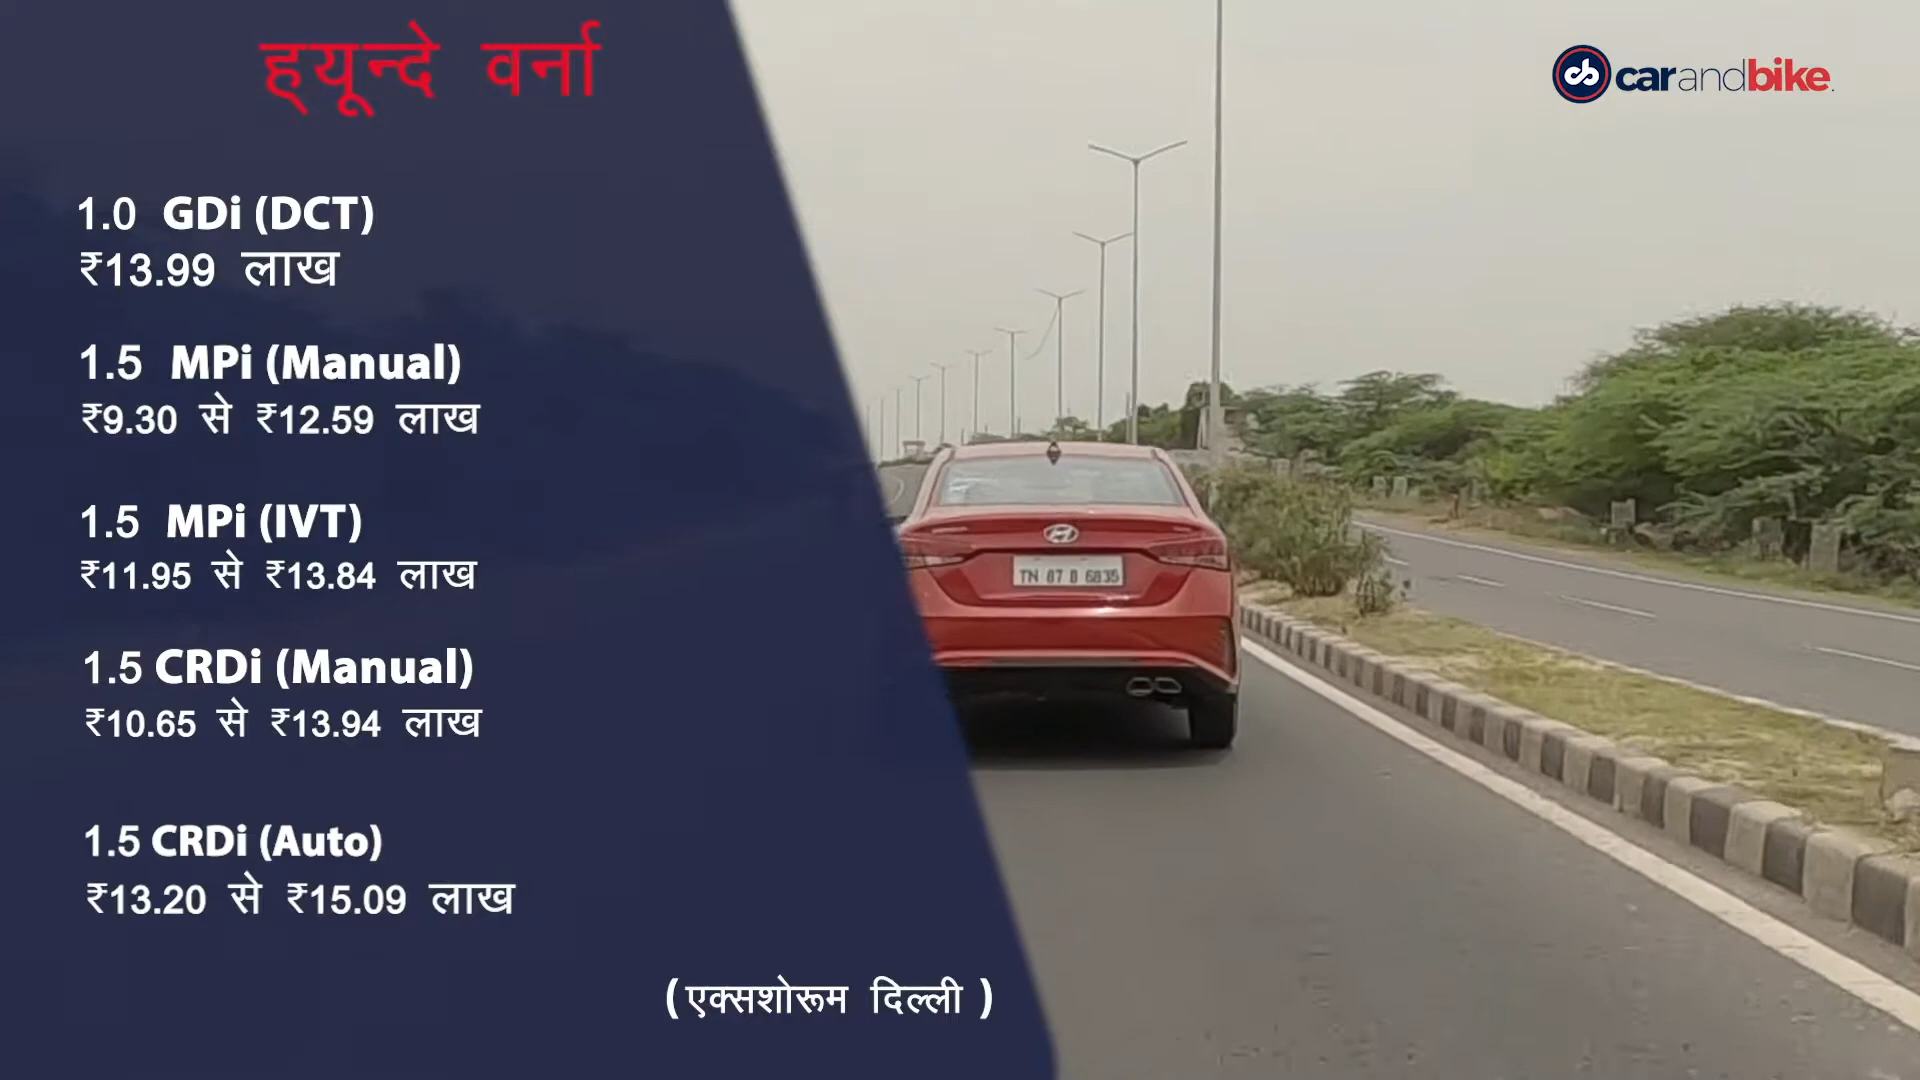 ह्यून्दे वर्ना
carandbike
1.0 GDi (DCT)
₹13.99 लाख
1.5 MPi (Manual)
₹9.30 से ₹12.59 लाख
1.5 MPi (IVT)
₹11.95 से ₹13.84 लाख
TN 87 B 6835
1.5 CRDi (Manual)
₹10.65 से ₹13.94 लाख
1.5 CRDi (Auto)
₹13.20 से ₹15.09 लाख
(एक्सशोरूम दिल्ली )